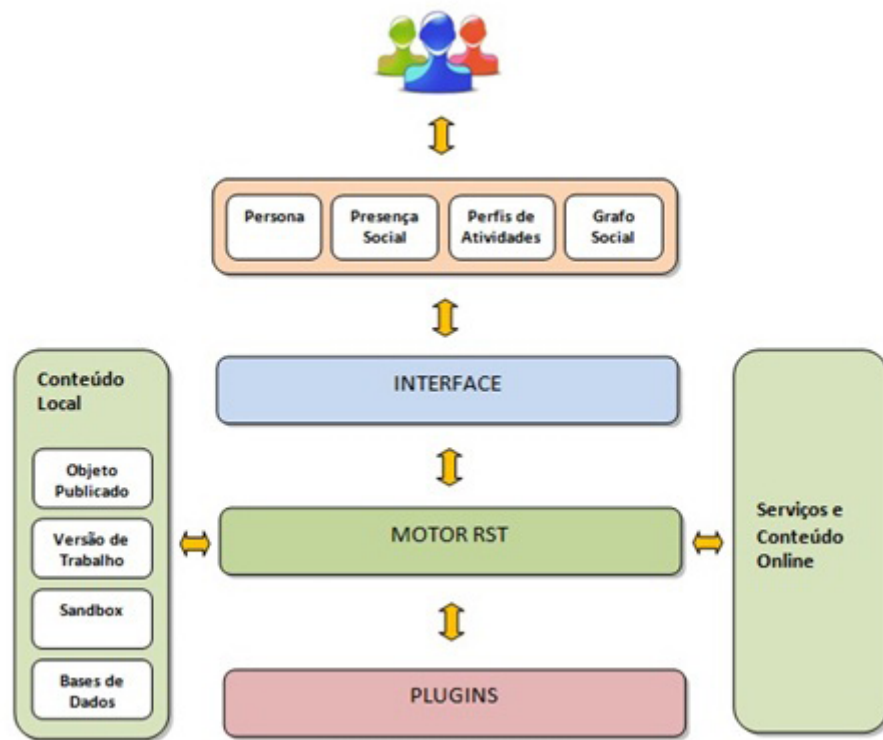 Persona
Presença
Social
Perfis de
Atividades
Grafo
Social
INTERFACE
Conteúdo
Local
Objeto
Publicado
Versão de
Trabalho
Sandbox
Bases de
Dados
MOTOR RST
Serviços e
Conteúdo
Online
PLUGINS